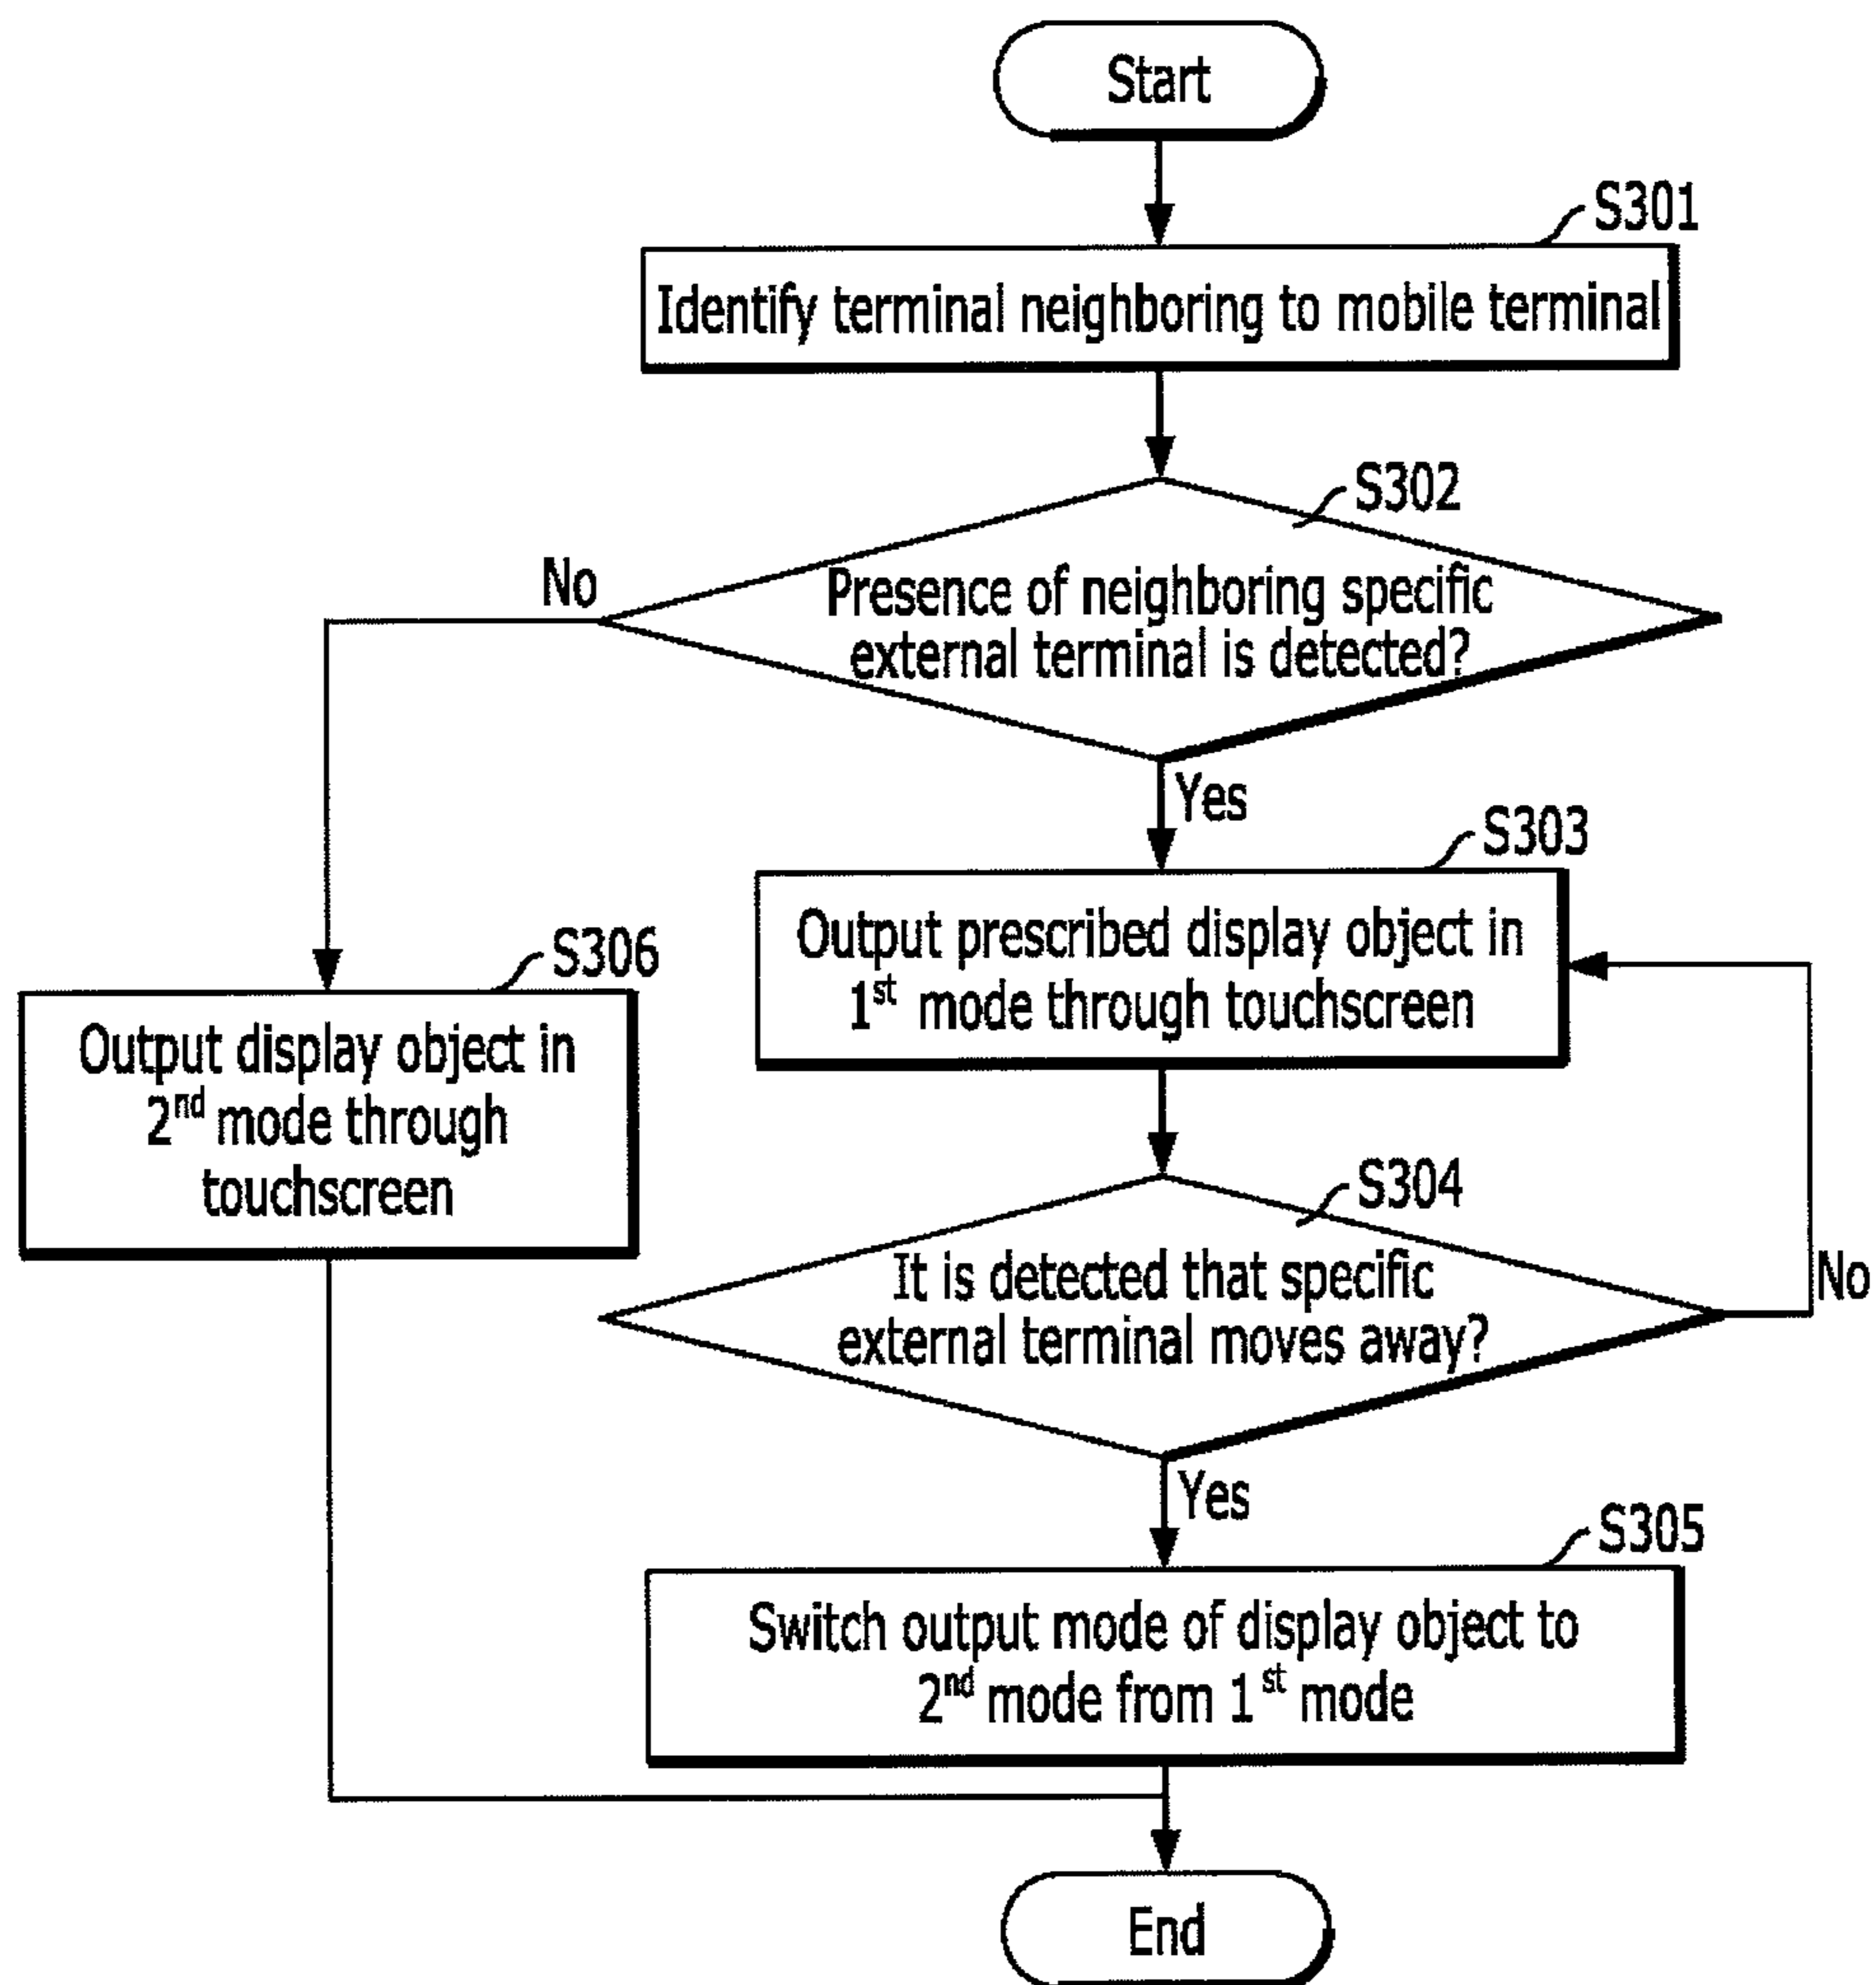 Start
S301
Identify terminal neighboring to mobile terminal
S302
No
Presence of neighboring specific
external terminal is detected?
Yes
S303
Output prescribed display object in
1st mode through touchscreen
S306
Output display object in
2nd mode through
touchscreen
S304
It is detected that specific
external terminal moves away?
No
Yes
S305
Switch output mode of display object to
2nd mode from 1st mode
End